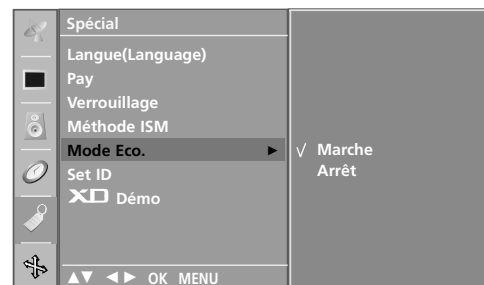 Spécial
Langue(Language)
Pay
Verrouillage
Méthode ISM
Mode Eco. ► √ Marche
Arrêt
Set ID
XD Démo
▲▼ ◄► OK MENU